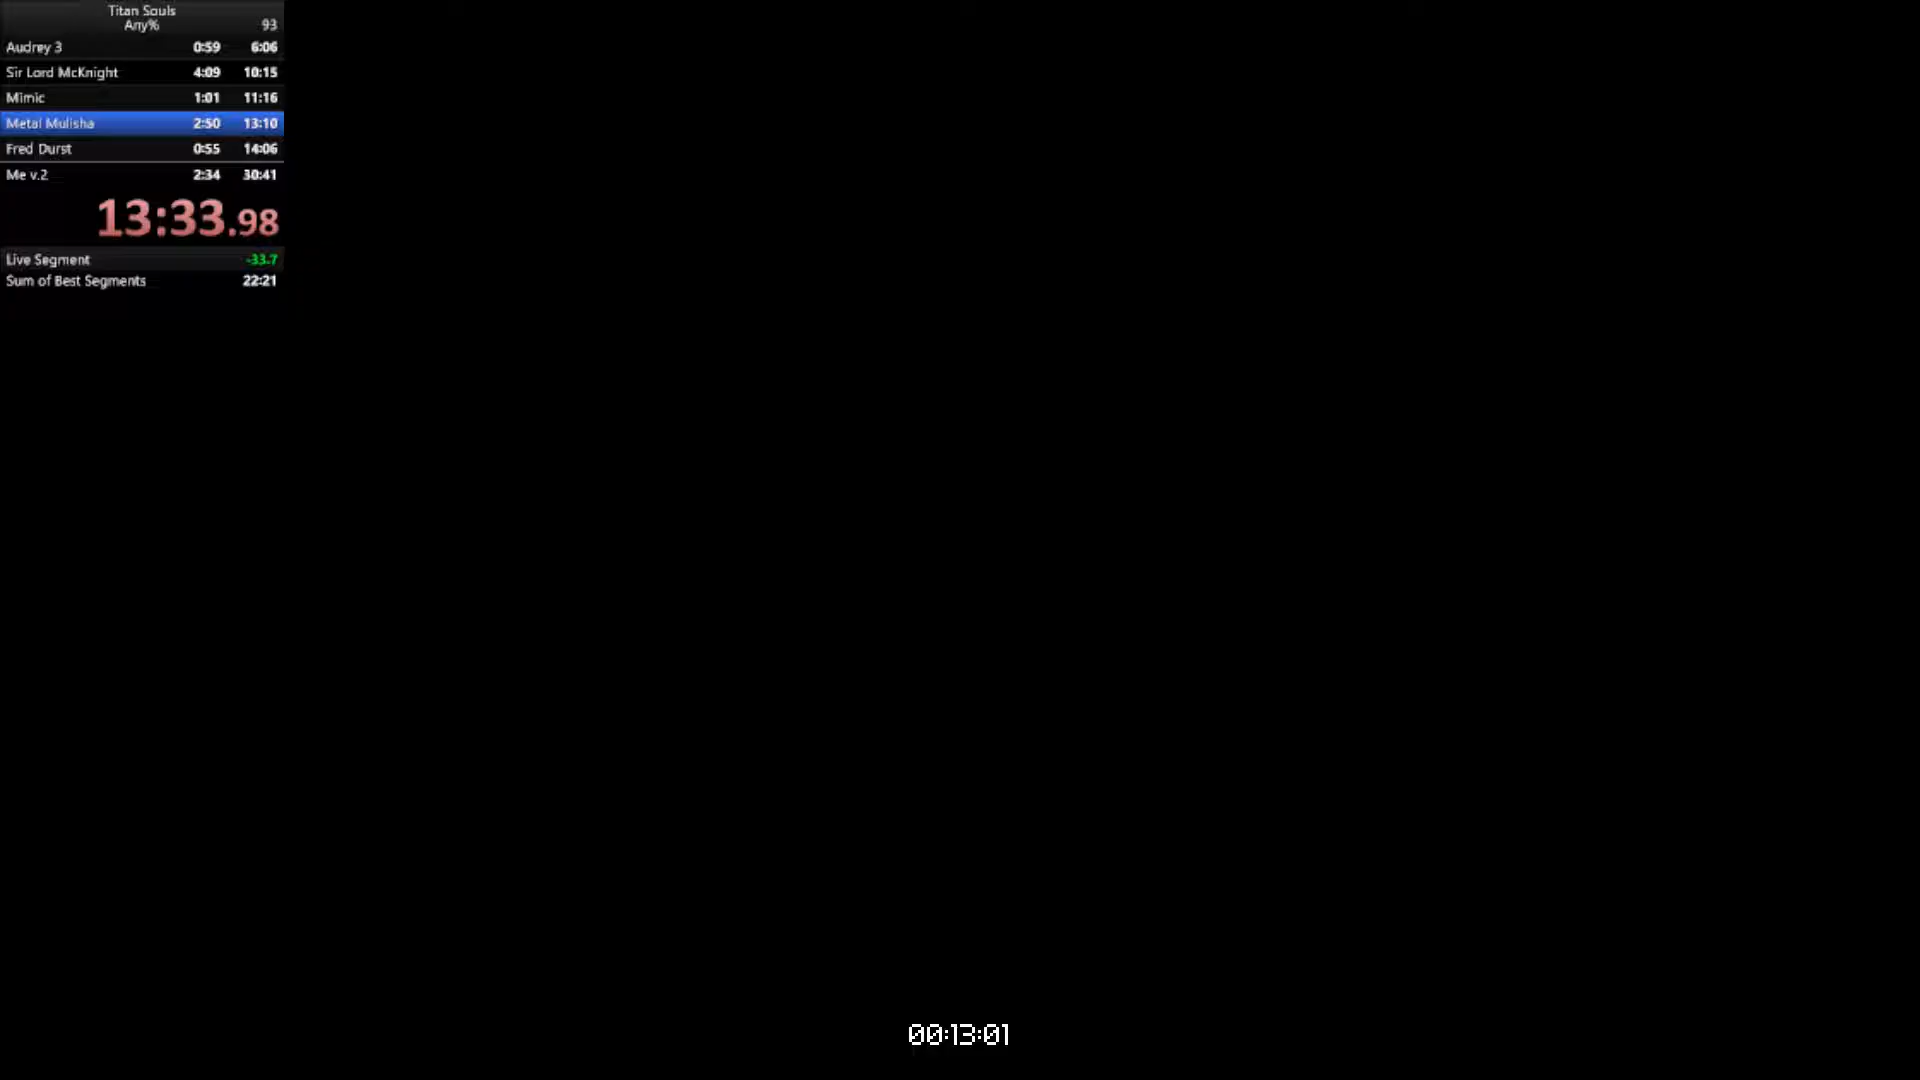 Titan Souls
Any% 93
Audrey 3 0:59 6:06
Sir Lord McKnight 4:09 10:15
Mimic 1:01 11:16
Metal Mulisha 2:50 13:10
Fred Durst 0:55 14:06
Me v.2 2:34 30:41
13:33.98
Live Segment -33.7
Sum of Best Segments 22:21
00:13:01